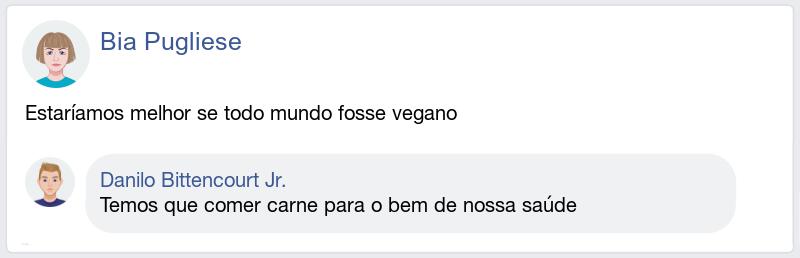 Bia Pugliese
Estaríamos melhor se todo mundo fosse vegano
Danilo Bittencourt Jr.
Temos que comer carne para o bem de nossa saúde